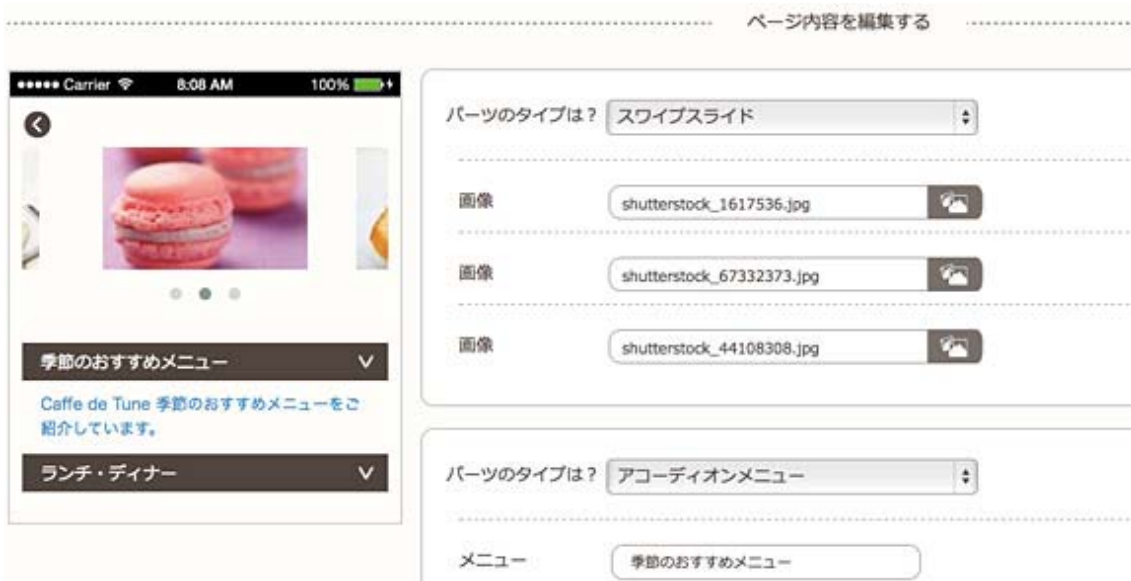 ページ内容を編集する
Carrier 8:08 AM 100%
季節のおすすめメニュー
Caffe de Tune 季節のおすすめメニューをご
紹介しています。
ランチ・ディナー
パーツのタイプは? スワイプスライド
画像 shutterstock_1617536.jpg
画像 shutterstock_67332373.jpg
画像 shutterstock_44108308.jpg
パーツのタイプは? アコーディオンメニュー
メニュー 季節のおすすめメニュー